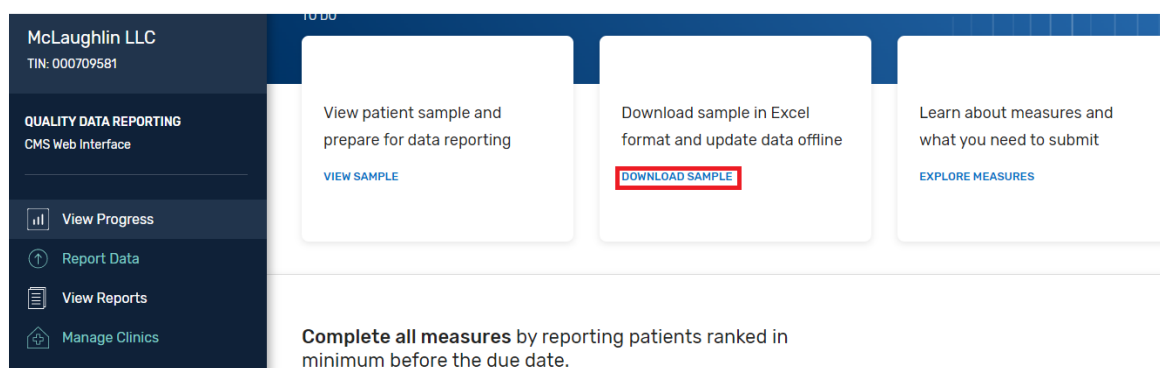 TO DO
McLaughlin LLC
TIN: 000709581
QUALITY DATA REPORTING
CMS Web Interface
View Progress
Report Data
View Reports
Manage Clinics
View patient sample and
prepare for data reporting
VIEW SAMPLE
Download sample in Excel
format and update data offline
DOWNLOAD SAMPLE
Learn about measures and
what you need to submit
EXPLORE MEASURES
Complete all measures by reporting patients ranked in
minimum before the due date.